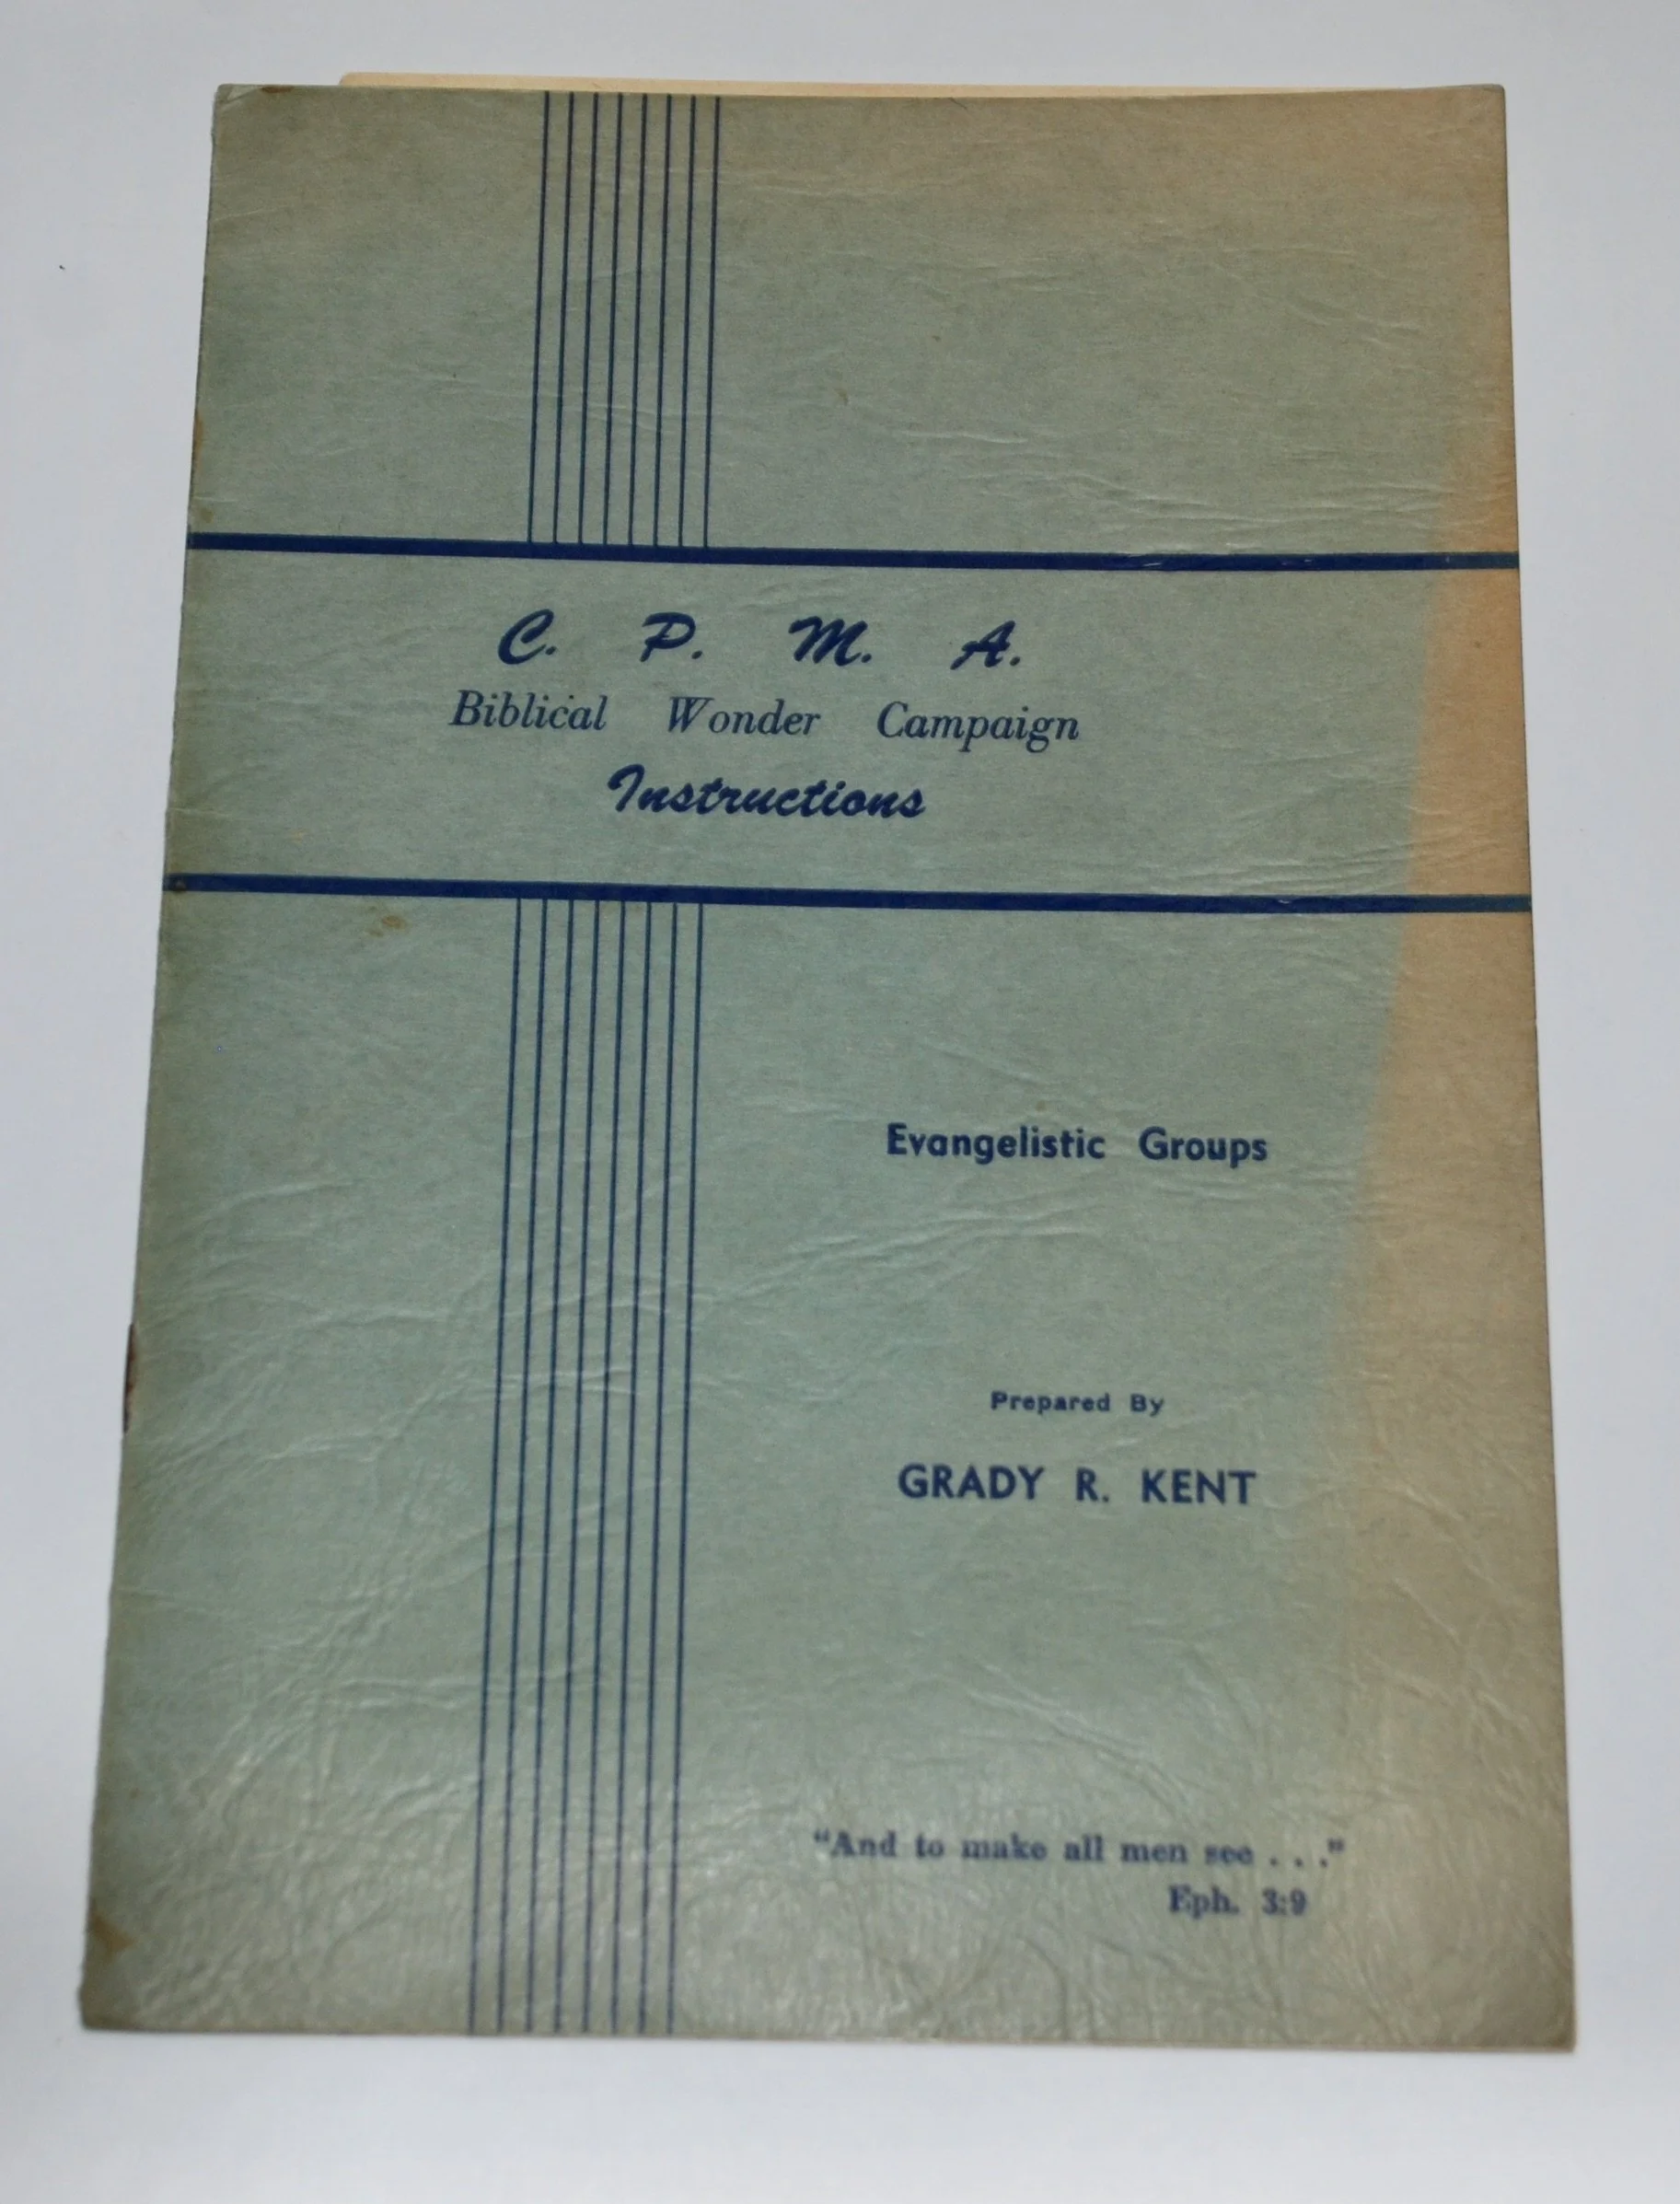 C. P. M. A.
Biblical Wonder Campaign
Instructions
Evangelistic Groups
Prepared By
GRADY R. KENT
“And to make all men see . . .”
Eph. 3:9